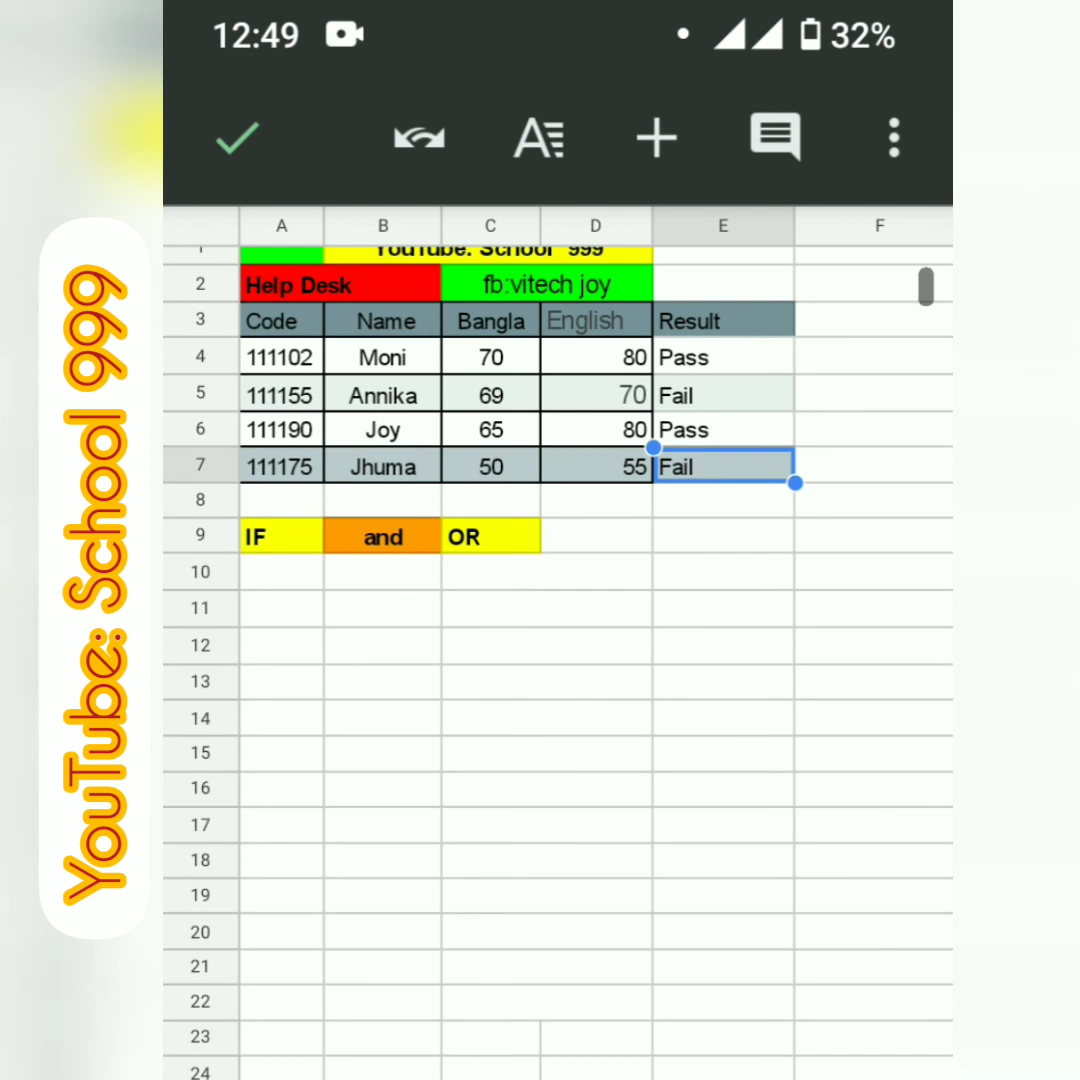 12:49 32%
YouTube: School 999
A B C D E F
1 YouTube: School 999
2 Help Desk fb:vitech joy
3 Code Name Bangla English Result
4 111102 Moni 70 80 Pass
5 111155 Annika 69 70 Fail
6 111190 Joy 65 80 Pass
7 111175 Jhuma 50 55 Fail
8
9 IF and OR
10
11
12
13
14
15
16
17
18
19
20
21
22
23
24